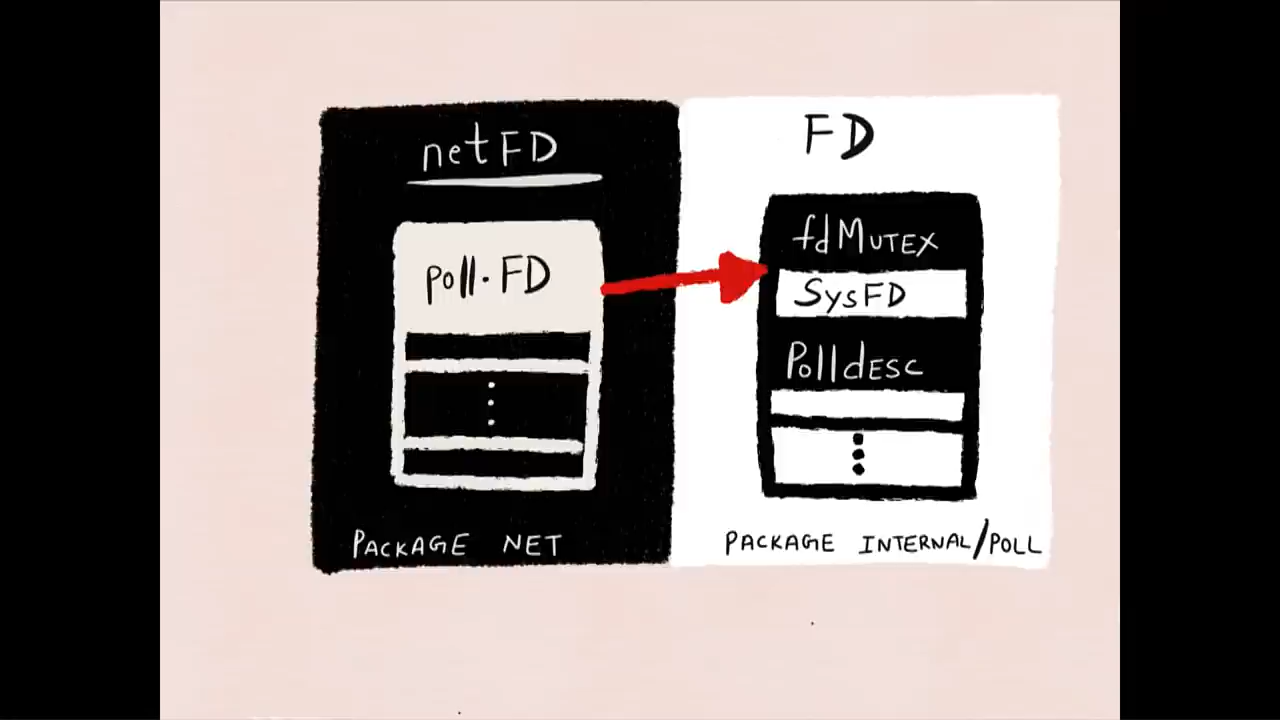 netFD
poll.FD
PACKAGE NET
FD
fdMUTEX
SysFD
PollDESC
PACKAGE INTERNAL/POLL